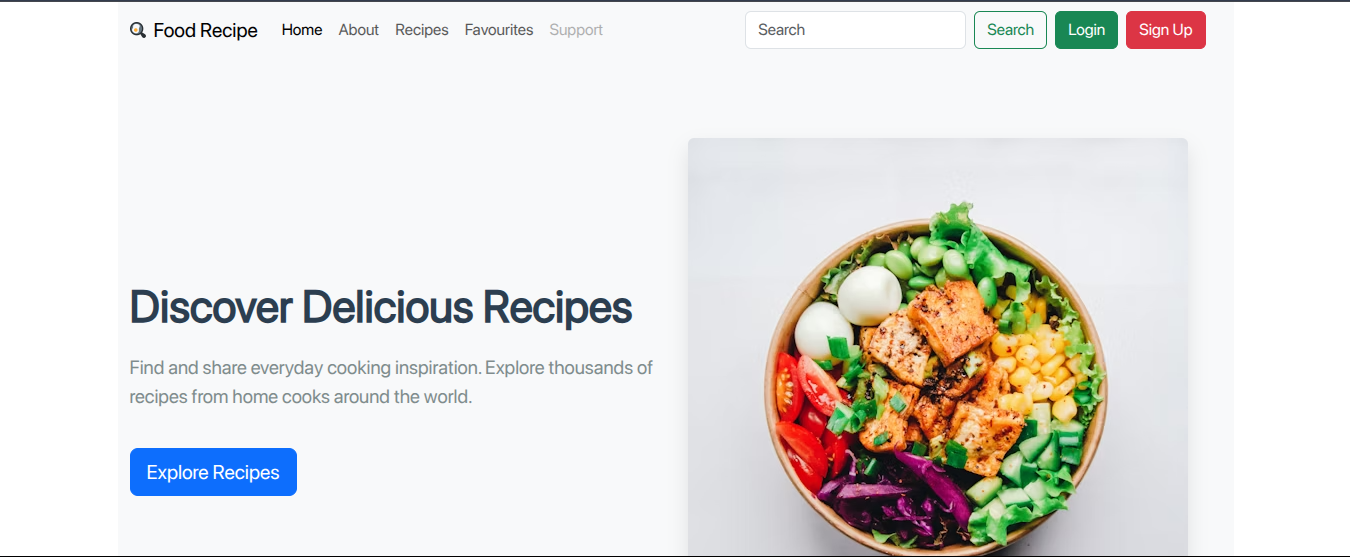 Food Recipe Home About Recipes Favourites Support Search Search Login Sign Up
Discover Delicious Recipes
Find and share everyday cooking inspiration. Explore thousands of
recipes from home cooks around the world.
Explore Recipes